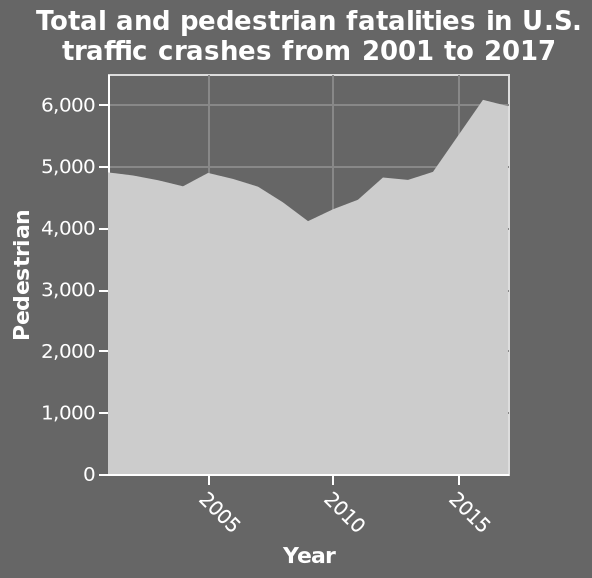 Total and pedestrian fatalities in U.S.
traffic crashes from 2001 to 2017
6,000
5,000
4,000
3,000
2,000
1,000
0
Pedestrian
2005
2010
2015
Year